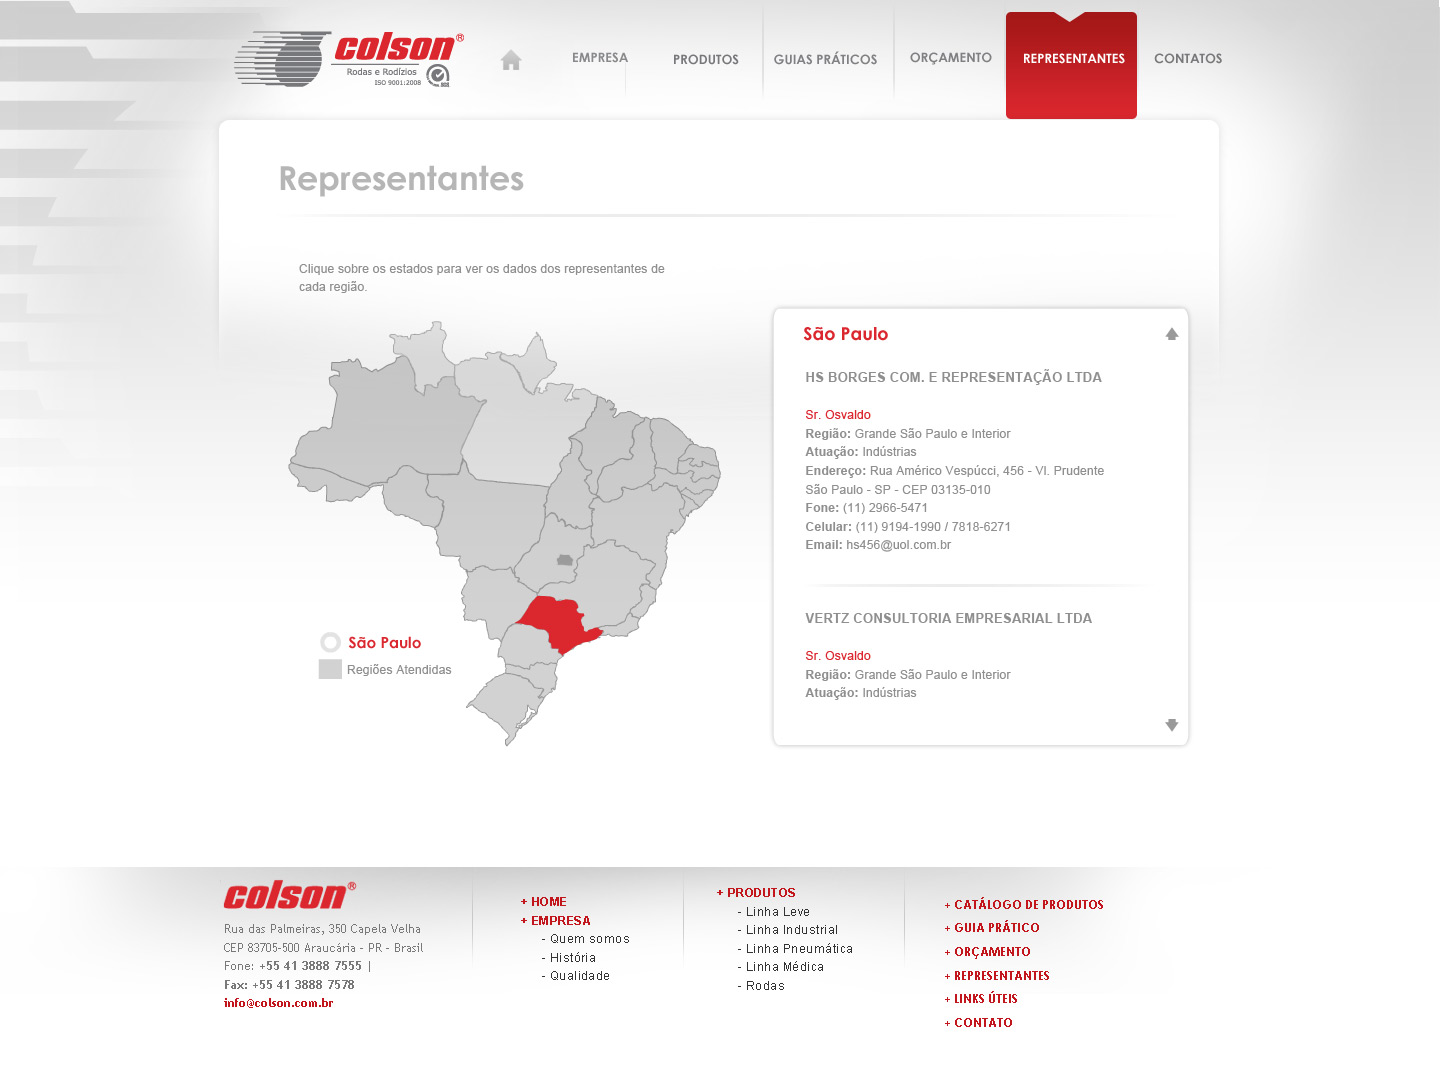 colson®
Rodas e Rodízios
ISO 9001:2008
EMPRESA
PRODUTOS
GUIAS PRÁTICOS
ORÇAMENTO
REPRESENTANTES
CONTATOS
Representantes
Clique sobre os estados para ver os dados dos representantes de
cada região.
São Paulo
Regiões Atendidas
São Paulo
HS BORGES COM. E REPRESENTAÇÃO LTDA
Sr. Osvaldo
Região: Grande São Paulo e Interior
Atuação: Indústrias
Endereço: Rua Américo Vespúcci, 456 - Vl. Prudente
São Paulo - SP - CEP 03135-010
Fone: (11) 2966-5471
Celular: (11) 9194-1990 / 7818-6271
Email: hs456@uol.com.br
VERTZ CONSULTORIA EMPRESARIAL LTDA
Sr. Osvaldo
Região: Grande São Paulo e Interior
Atuação: Indústrias
colson®
Rua das Palmeiras, 350 Capela Velha
CEP 83705-500 Araucária - PR - Brasil
Fone: +55 41 3888 7555 |
Fax: +55 41 3888 7578
info@colson.com.br
+ HOME
+ EMPRESA
- Quem somos
- História
- Qualidade
+ PRODUTOS
- Linha Leve
- Linha Industrial
- Linha Pneumática
- Linha Médica
- Rodas
+ CATÁLOGO DE PRODUTOS
+ GUIA PRÁTICO
+ ORÇAMENTO
+ REPRESENTANTES
+ LINKS ÚTEIS
+ CONTATO